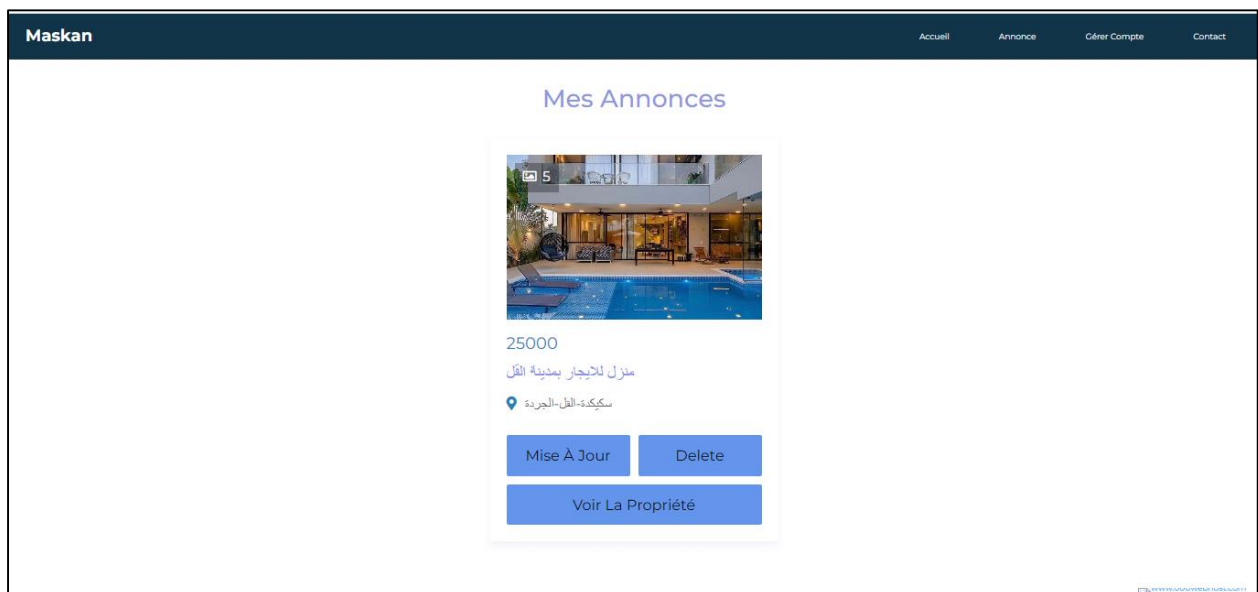 Maskan
Accueil Annonce Gérer Compte Contact
Mes Annonces
5
25000
منزل للايجار بمدينة القّل
سكيكدة-القل-الجردة
Mise À Jour Delete
Voir La Propriété